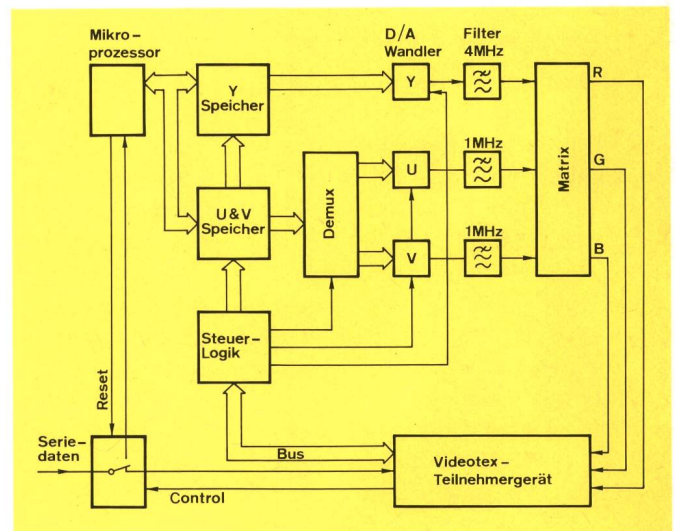 Mikro-
prozessor
D/A
Wandler
Filter
4MHz
Y
Speicher
Y
R
1MHz
U
G
Matrix
U&V
Speicher
Demux
1MHz
V
B
Steuer-
Logik
Reset
Serie-
daten
Bus
Control
Videotex-
Teilnehmergerät